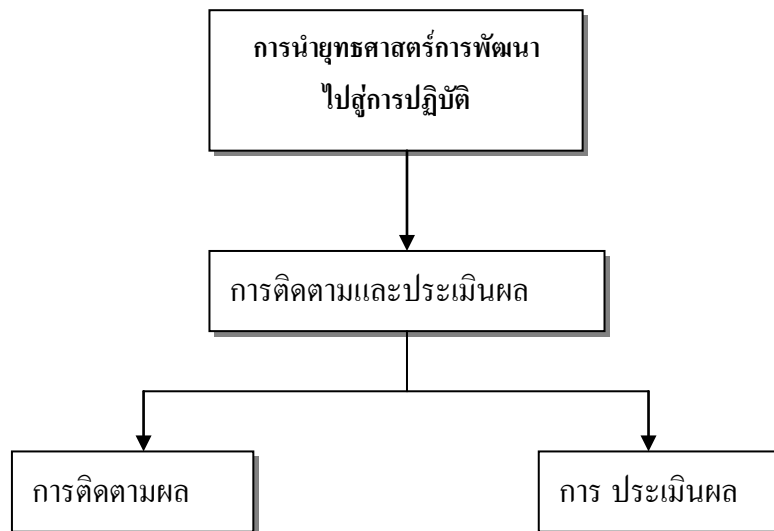 การนำยุทธศาสตร์การพัฒนา
ไปสู่การปฏิบัติ
การติดตามและประเมินผล
การติดตามผล
การ ประเมินผล